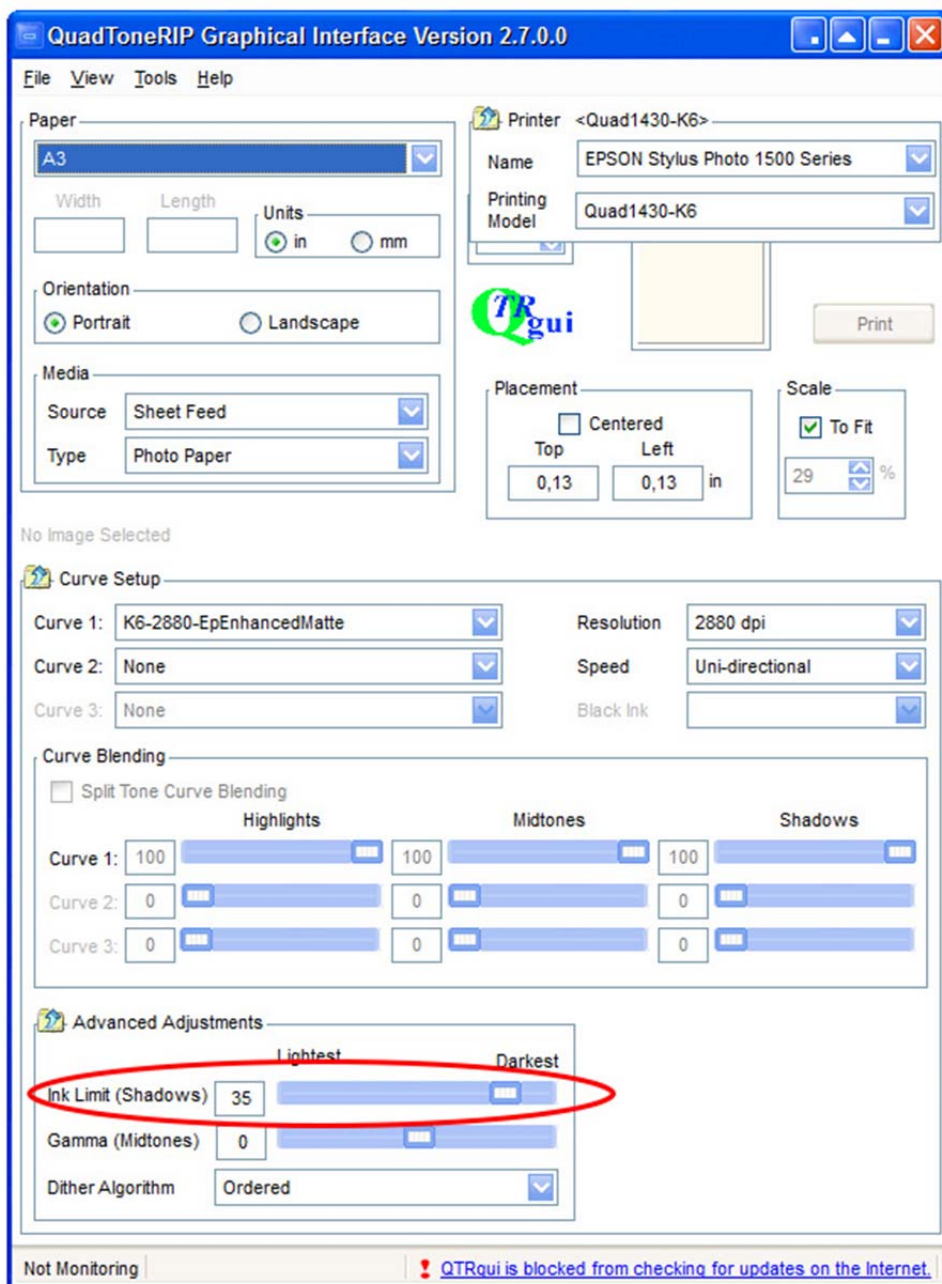 QuadToneRIP Graphical Interface Version 2.7.0.0
File View Tools Help
Paper
A3
Width Length
Units
in mm
Orientation
Portrait Landscape
Media
Source Sheet Feed
Type Photo Paper
Printer <Quad1430-K6>
Name EPSON Stylus Photo 1500 Series
Printing Model Quad1430-K6
QTR gui
Print
Placement
Centered
Top Left
0,13 0,13 in
Scale
To Fit
29 %
No Image Selected
Curve Setup
Curve 1: K6-2880-EpEnhancedMatte
Resolution 2880 dpi
Curve 2: None
Speed Uni-directional
Curve 3: None
Black Ink
Curve Blending
Split Tone Curve Blending
Highlights Midtones Shadows
Curve 1: 100 100 100
Curve 2: 0 0 0
Curve 3: 0 0 0
Advanced Adjustments
Lightest Darkest
Ink Limit (Shadows) 35
Gamma (Midtones) 0
Dither Algorithm Ordered
Not Monitoring
QTRgui is blocked from checking for updates on the Internet.